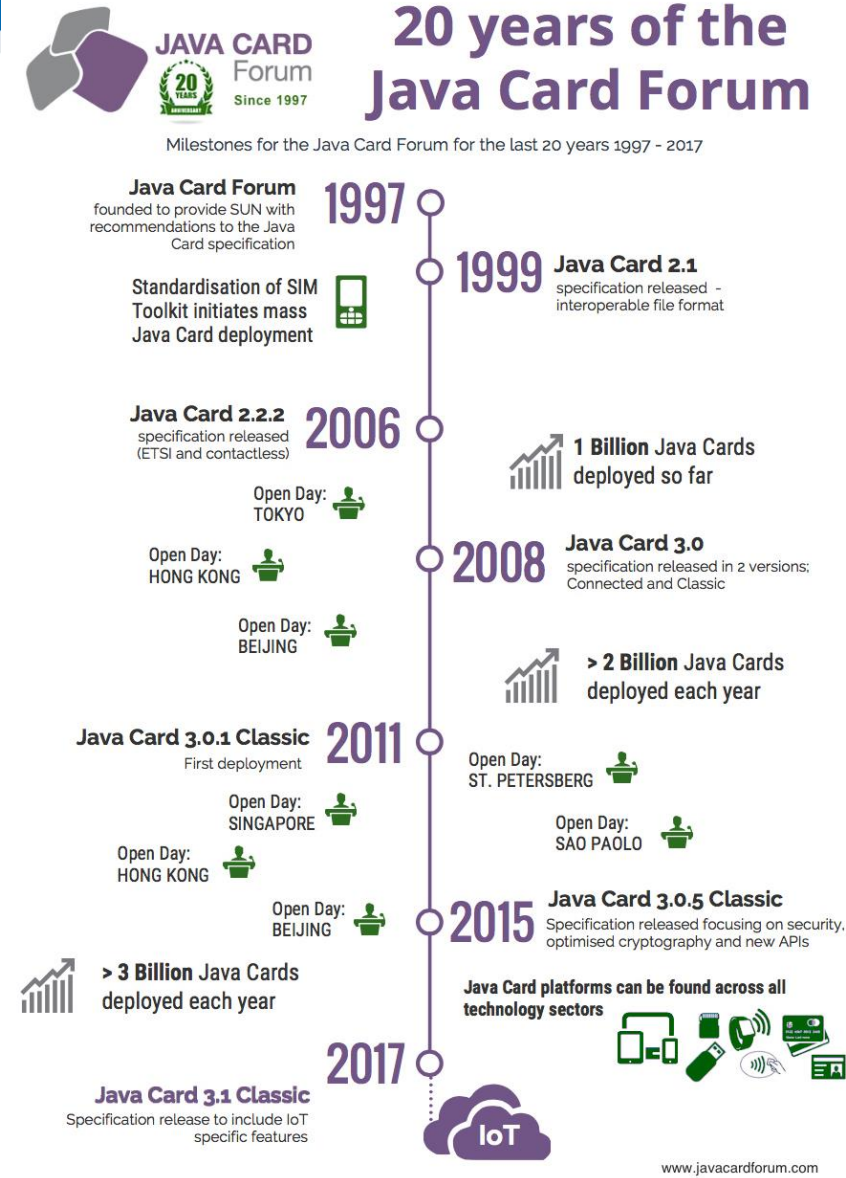 JAVA CARD
Forum
20
YEARS
ANNIVERSARY
Since 1997
20 years of the
Java Card Forum
Milestones for the Java Card Forum for the last 20 years 1997 - 2017
Java Card Forum
founded to provide SUN with
recommendations to the Java
Card specification
1997
1999
Java Card 2.1
specification released -
interoperable file format
Standardisation of SIM
Toolkit initiates mass
Java Card deployment
Java Card 2.2.2
specification released
(ETSI and contactless)
2006
1 Billion Java Cards
deployed so far
Open Day:
TOKYO
Open Day:
HONG KONG
2008
Java Card 3.0
specification released in 2 versions;
Connected and Classic
Open Day:
BEIJING
> 2 Billion Java Cards
deployed each year
Java Card 3.0.1 Classic
First deployment
2011
Open Day:
ST. PETERSBERG
Open Day:
SINGAPORE
Open Day:
SAO PAOLO
Open Day:
HONG KONG
Open Day:
BEIJING
2015
Java Card 3.0.5 Classic
Specification released focusing on security,
optimised cryptography and new APIs
> 3 Billion Java Cards
deployed each year
Java Card platforms can be found across all
technology sectors
2017
Java Card 3.1 Classic
Specification release to include IoT
specific features
IoT
www.javacardforum.com